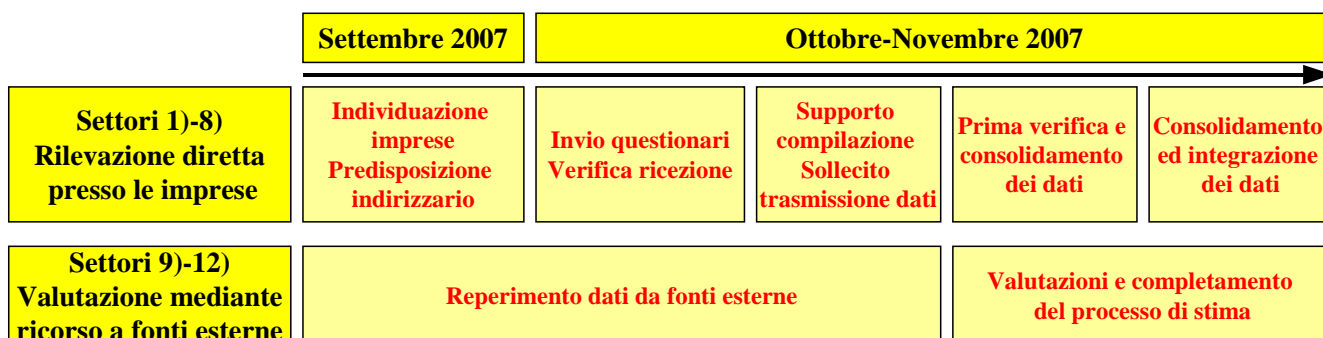 Settembre 2007
Ottobre-Novembre 2007
Settori 1)-8)
Rilevazione diretta
presso le imprese
Individuazione
imprese
Predisposizione
indirizzario
Invio questionari
Verifica ricezione
Supporto
compilazione
Sollecito
trasmissione dati
Prima verifica e
consolidamento
dei dati
Consolidamento
ed integrazione
dei dati
Settori 9)-12)
Valutazione mediante
ricorso a fonti esterne
Reperimento dati da fonti esterne
Valutazioni e completamento
del processo di stima